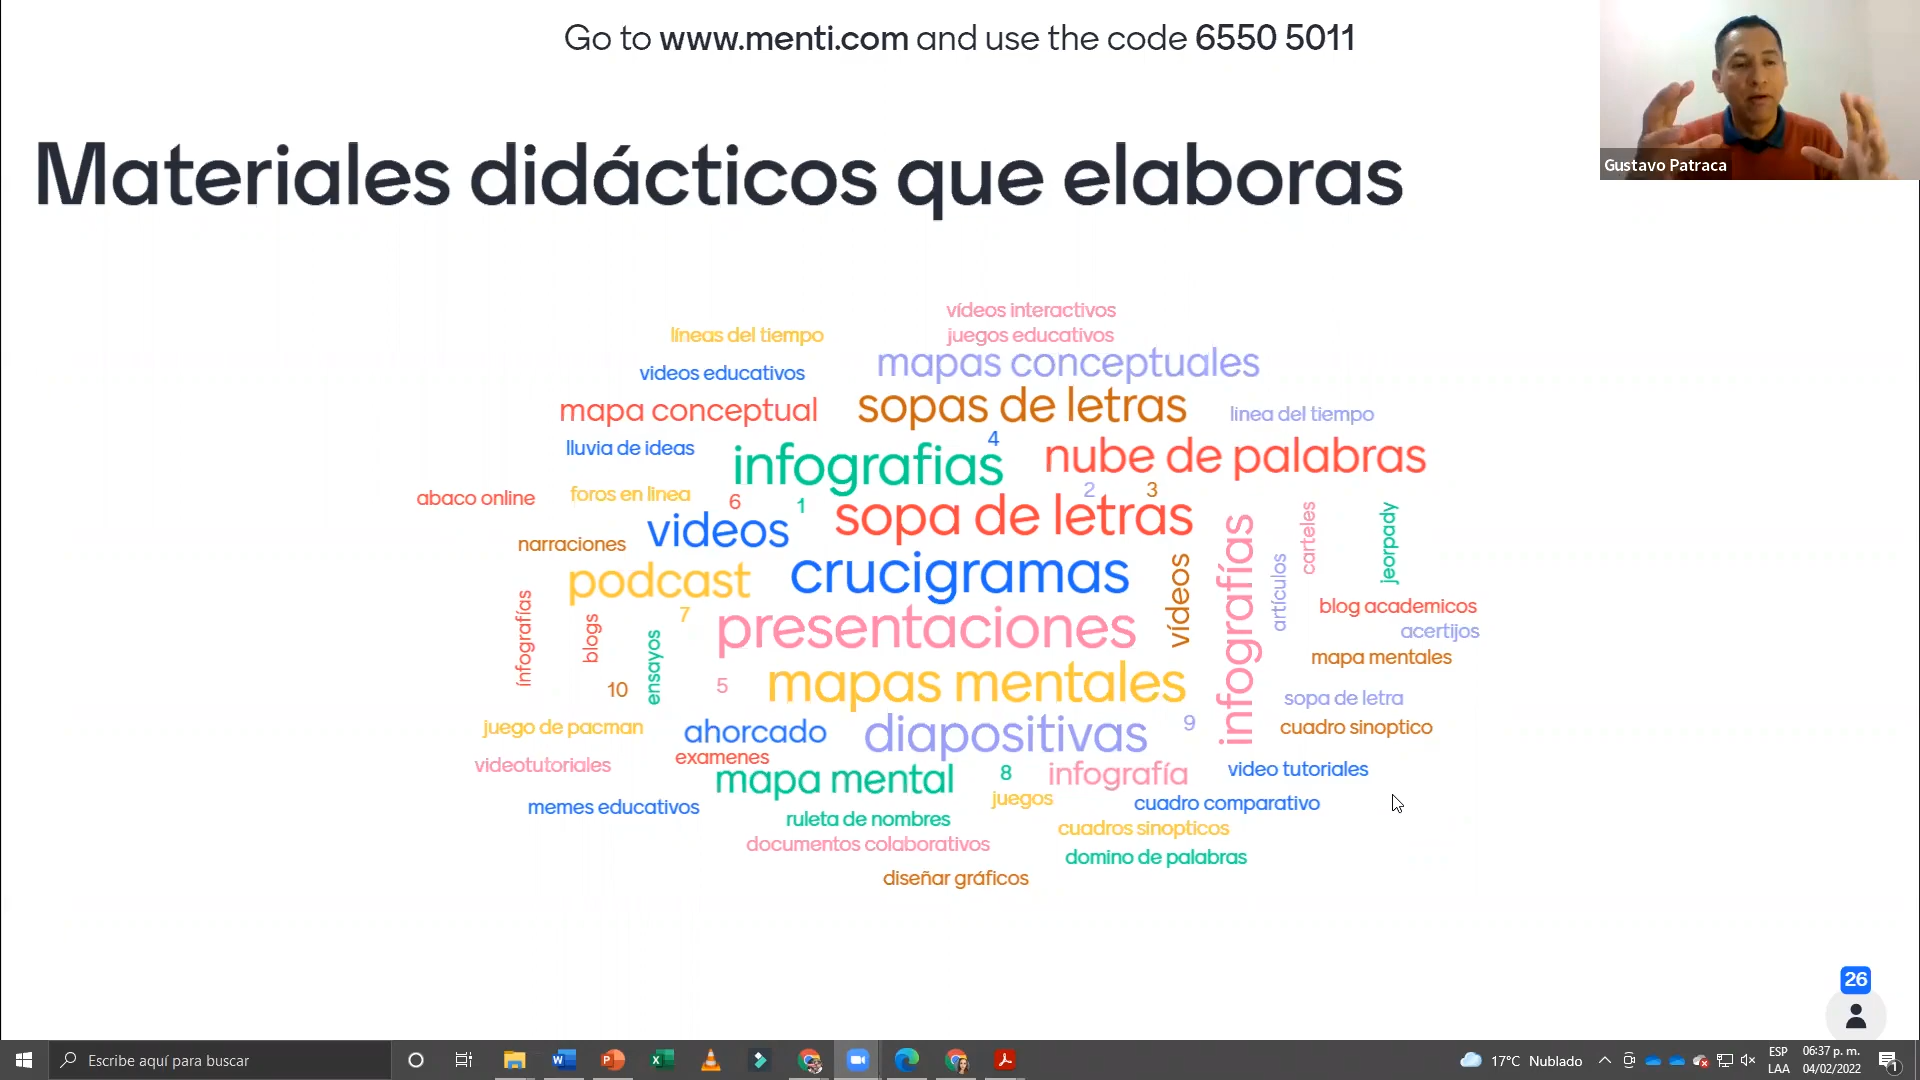 Go to www.menti.com and use the code 6550 5011
Gustavo Patraca
Materiales didácticos que elaboras
vídeos interactivos
líneas del tiempo
juegos educativos
mapas conceptuales
videos educativos
mapa conceptual
sopas de letras
linea del tiempo
4
lluvia de ideas
infografias
nube de palabras
abaco online
foros en linea
6
1
2
3
sopa de letras
videos
narraciones
carteles
jeorpady
crucigramas
podcast
vídeos
infografías
artículos
blog academicos
7
infografías
blogs
ensayos
presentaciones
acertijos
mapa mentales
10
5
mapas mentales
sopa de letra
juego de pacman
ahorcado
diapositivas
9
cuadro sinoptico
videotutoriales
examenes
mapa mental
8
infografía
video tutoriales
memes educativos
juegos
cuadro comparativo
ruleta de nombres
cuadros sinopticos
documentos colaborativos
domino de palabras
diseñar gráficos
26
Escribe aquí para buscar
17°C Nublado
ESP
LAA
06:37 p. m.
04/02/2022
1